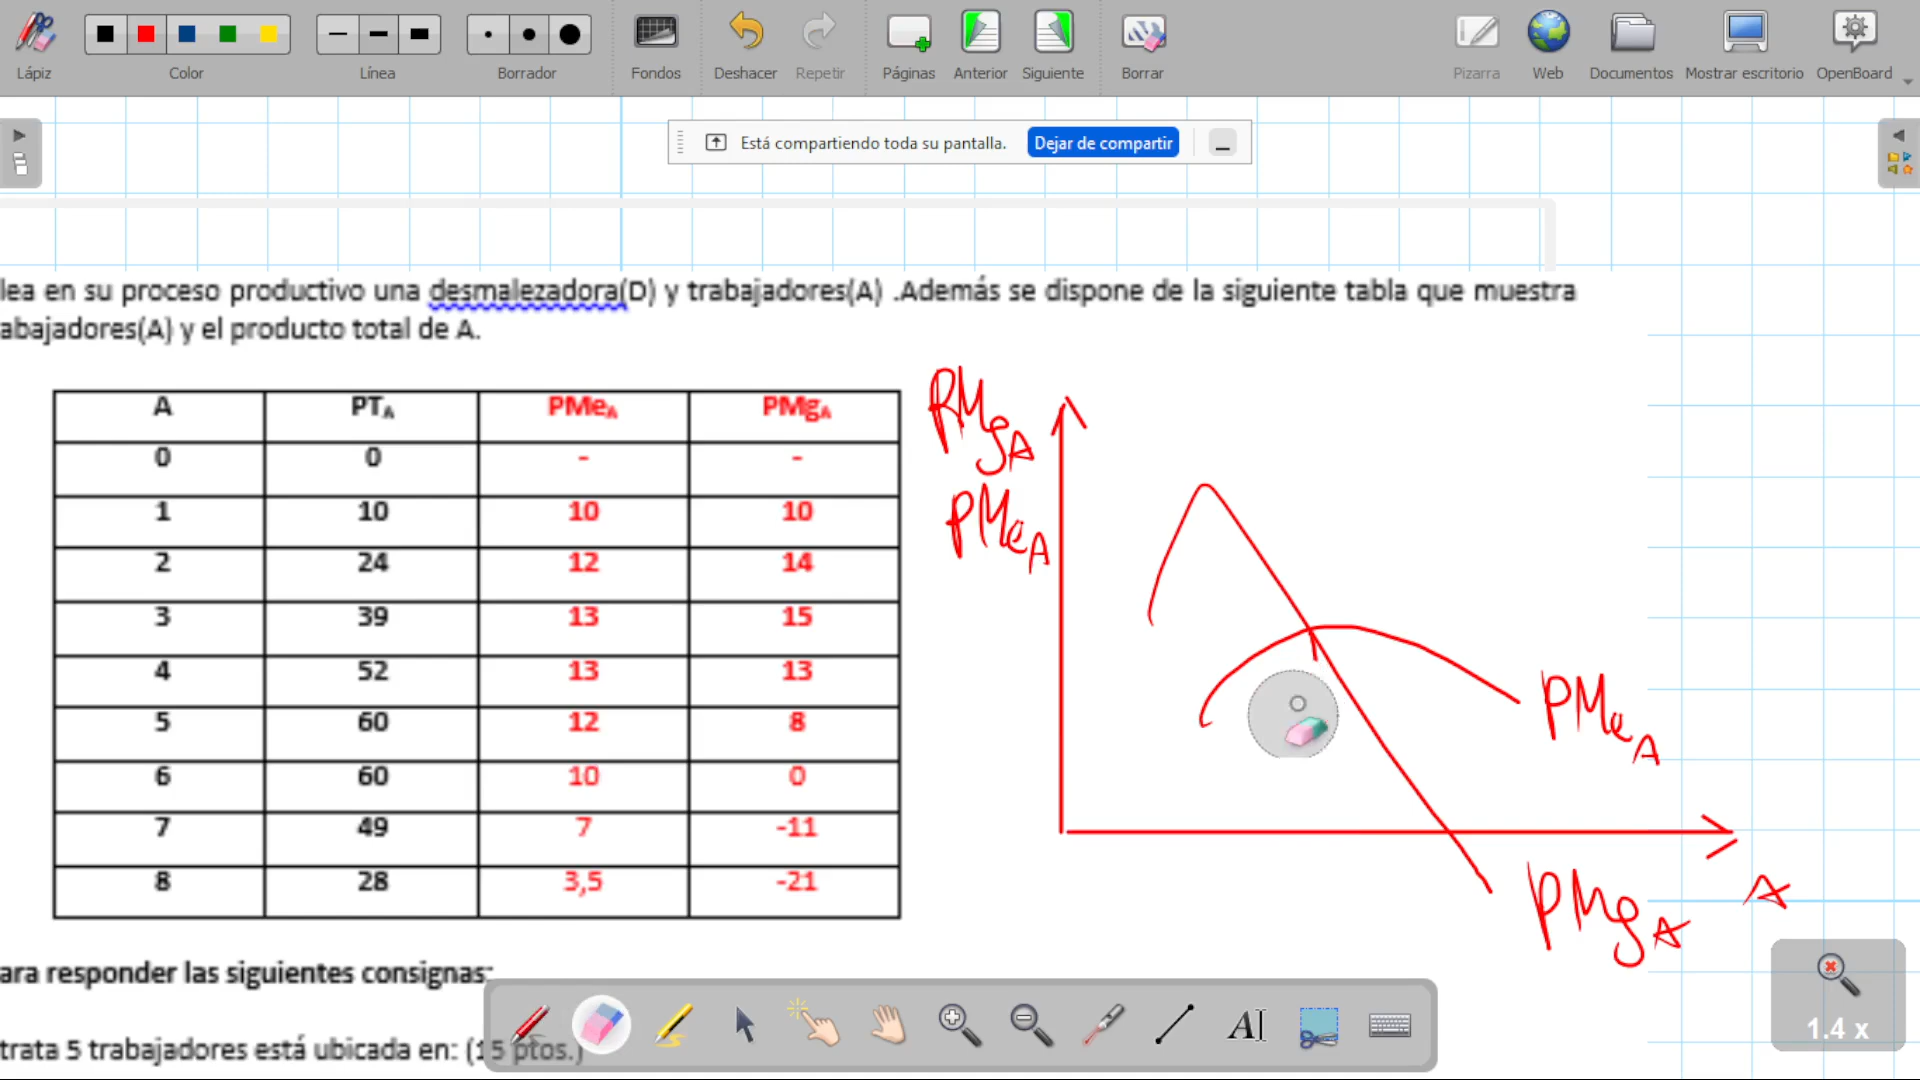 Lápiz
Color
Línea
Borrador
Fondos
Deshacer
Repetir
Páginas
Anterior
Siguiente
Borrar
Pizarra
Web
Documentos
Mostrar escritorio
OpenBoard
Está compartiendo toda su pantalla.
Dejar de compartir
lea en su proceso productivo una desmalezadora(D) y trabajadores(A) .Además se dispone de la siguiente tabla que muestra
abajadores(A) y el producto total de A.
A PTA PMeA PMgA
0 0 - -
1 10 10 10
2 24 12 14
3 39 13 15
4 52 13 13
5 60 12 8
6 60 10 0
7 49 7 -11
8 28 3,5 -21
PMgA
PMeA
PMeA
PMgA
A
ara responder las siguientes consignas:
trata 5 trabajadores está ubicada en: (15 ptos.)
AI
1.4 x